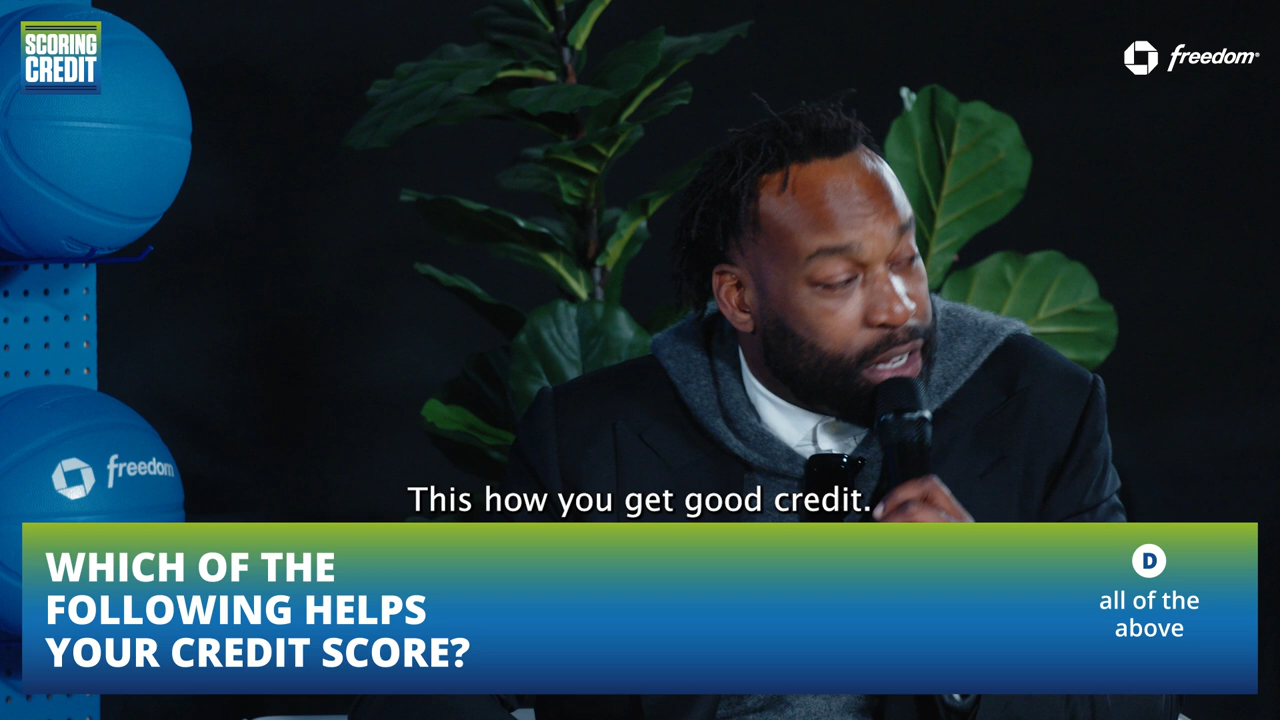 SCORING
CREDIT
freedom
freedom
This how you get good credit.
WHICH OF THE
FOLLOWING HELPS
YOUR CREDIT SCORE?
D
all of the
above